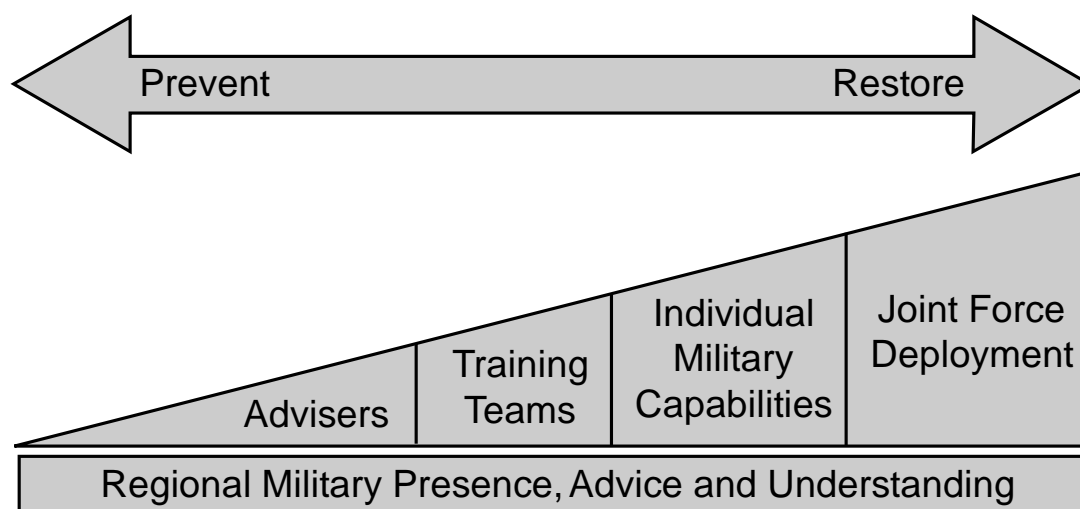 Prevent
Restore
Advisers
Training
Teams
Individual
Military
Capabilities
Joint Force
Deployment
Regional Military Presence, Advice and Understanding